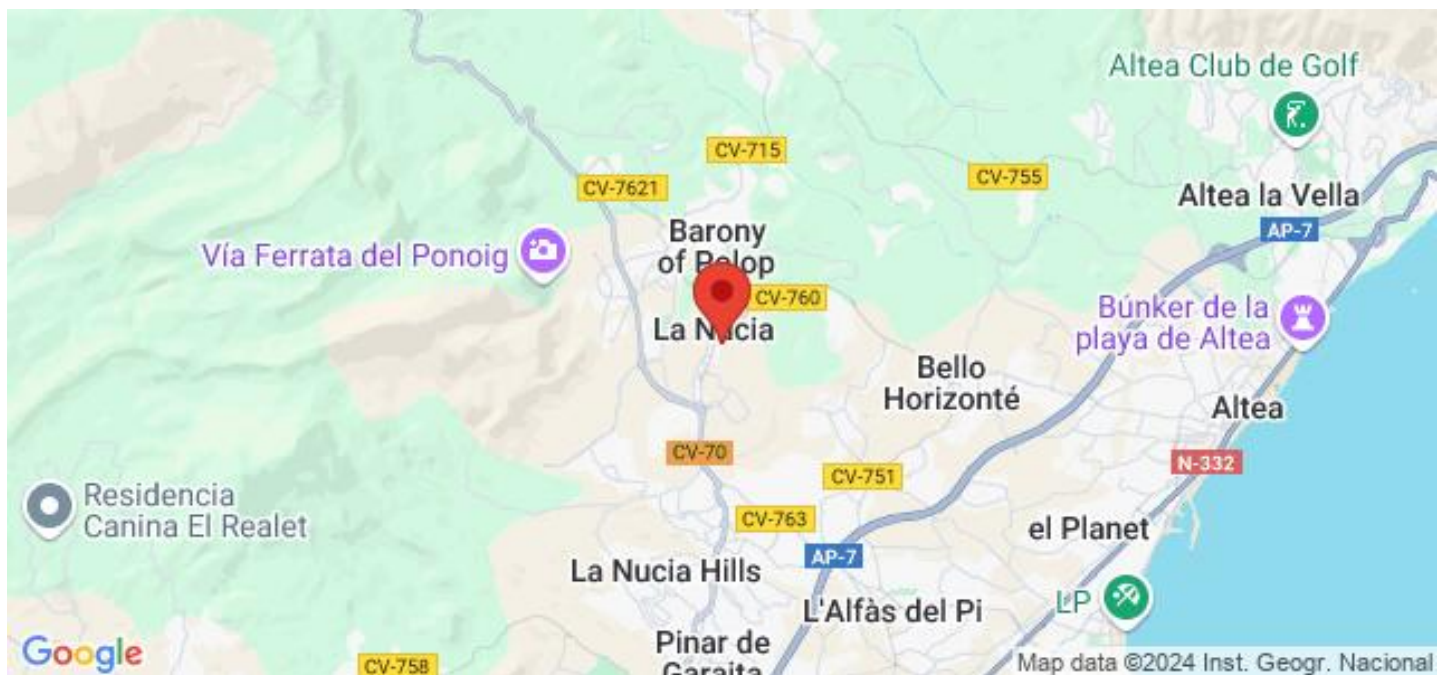 Altea Club de Golf
CV-715
CV-755
CV-7621
Altea la Vella
AP-7
Barony
of Polop
Vía Ferrata del Ponoig
CV-760
La Nucia
Búnker de la
playa de Altea
Bello
Horizonté
Altea
CV-70
N-332
CV-751
Residencia
Canina El Realet
CV-763
el Planet
AP-7
La Nucia Hills
LP
L'Alfàs del Pi
Pinar de
Garaita
CV-758
Google
Map data ©2024 Inst. Geogr. Nacional